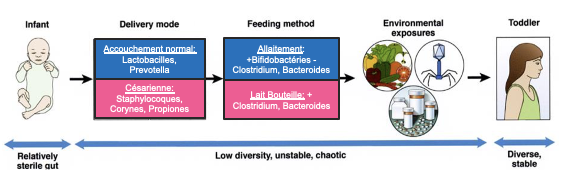 Infant
Delivery mode
Feeding method
Environmental
exposures
Toddler
Accouchement normal:
Lactobacilles,
Prevotella
Césarienne:
Staphylocoques,
Corynes, Propiones
Allaitement:
+Bifidobactéries -
Clostridium, Bacteroides
Lait Bouteille: +
Clostridium, Bacteroides
Relatively
sterile gut
Low diversity, unstable, chaotic
Diverse,
stable